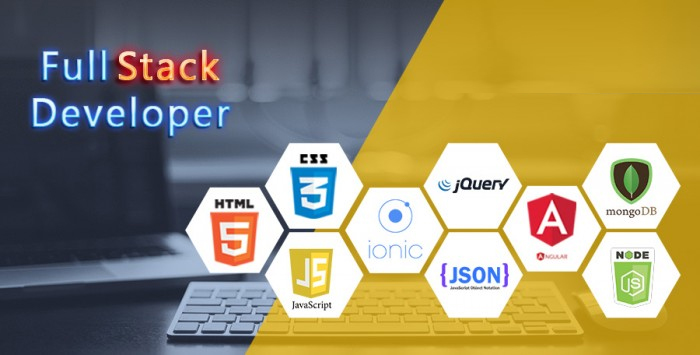 Full Stack
Developer
HTML
5
CSS
3
JS
JavaScript
ionic
jQuery
{JSON}
JavaScript Object Notation
A
ANGULAR
mongoDB
NODE
JS